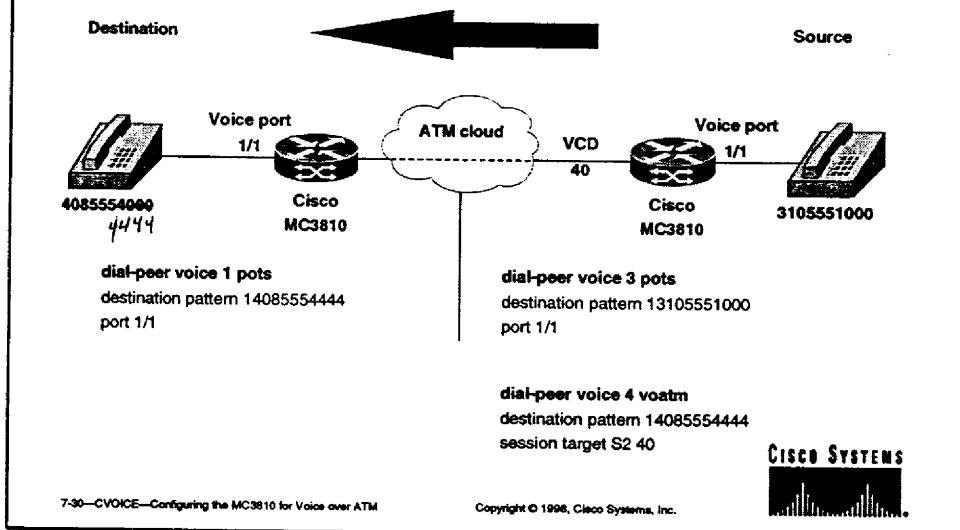 Destination
Source
Voice port
1/1
ATM cloud
VCD
40
Voice port
1/1
4085554000
4444
Cisco
MC3810
Cisco
MC3810
3105551000
dial-peer voice 1 pots
destination pattern 14085554444
port 1/1
dial-peer voice 3 pots
destination pattern 13105551000
port 1/1
dial-peer voice 4 voatm
destination pattern 14085554444
session target S2 40
CISCO SYSTEMS
7-30—CVOICE—Configuring the MC3810 for Voice over ATM
Copyright © 1998, Cisco Systems, Inc.